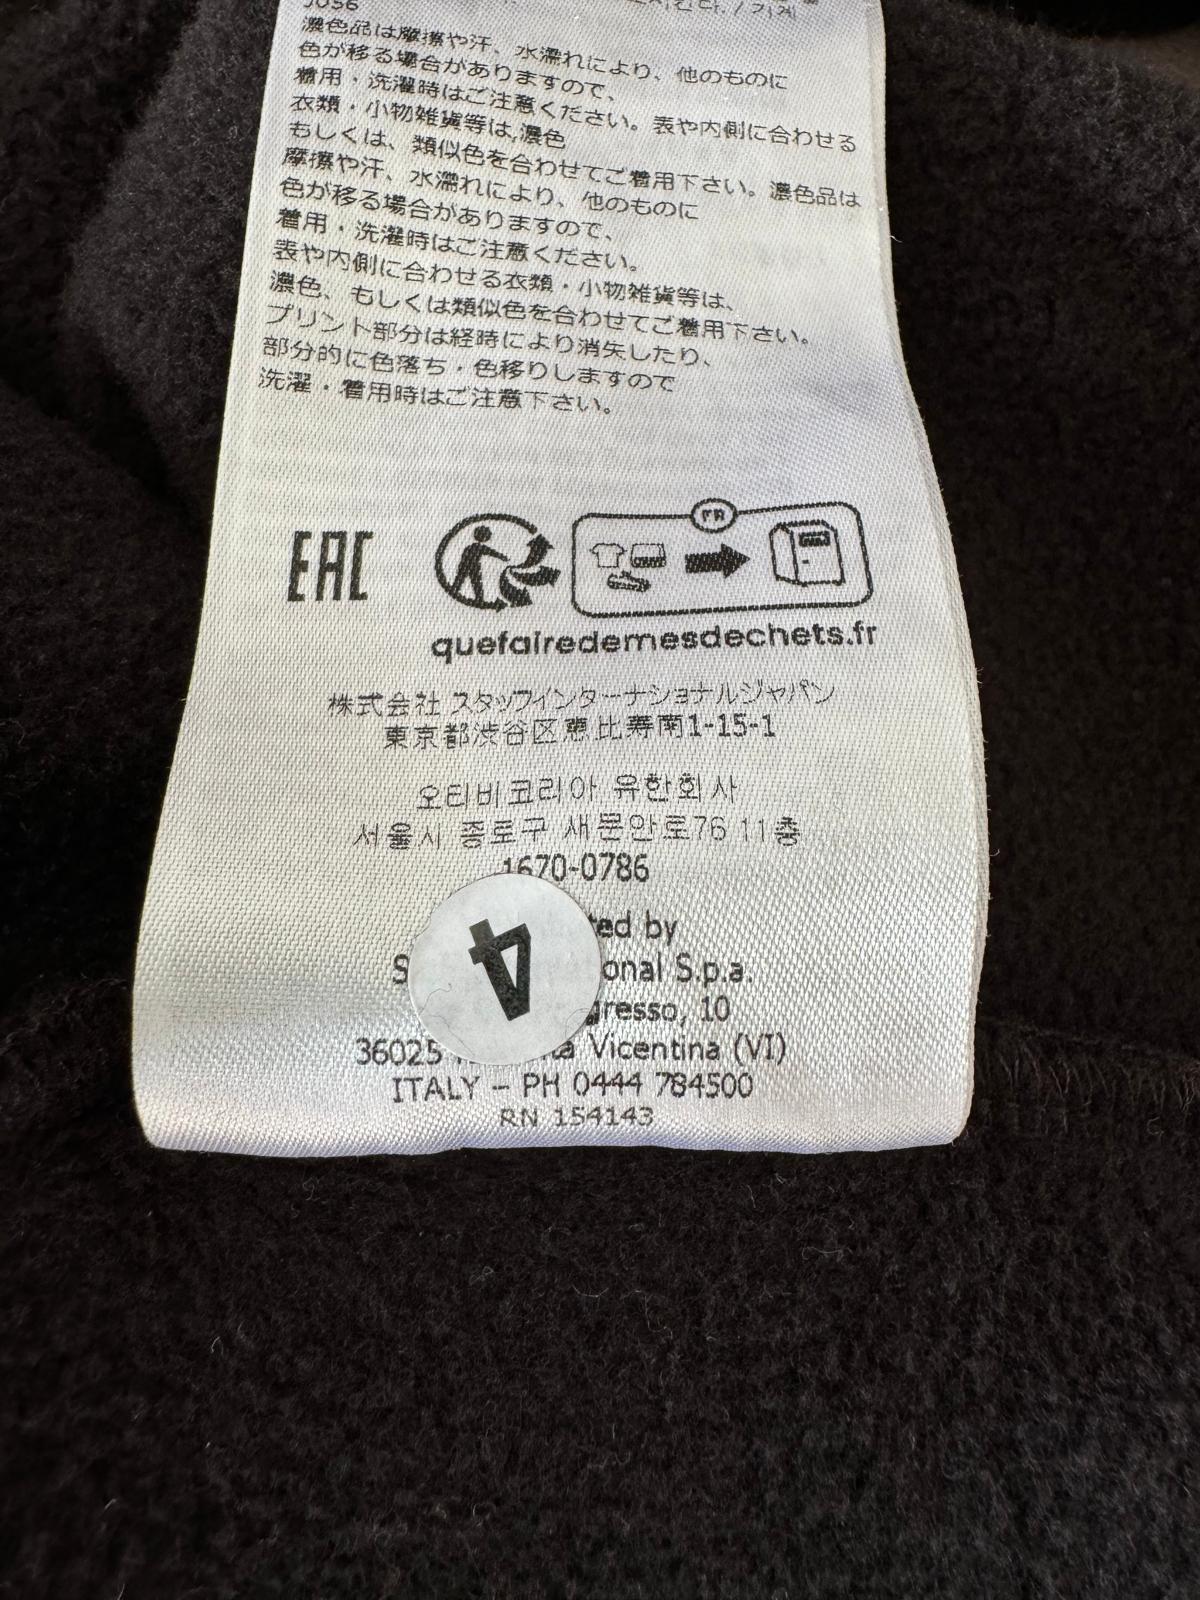 J056
濃色品は摩擦や汗、水濡れにより、他のものに
色が移る場合がありますので、
着用・洗濯時はご注意ください。表や内側に合わせる
衣類・小物雑貨等は,濃色
もしくは、類似色を合わせてご着用下さい。濃色品は
摩擦や汗、水濡れにより、他のものに
色が移る場合がありますので、
着用・洗濯時はご注意ください。
表や内側に合わせる衣類・小物雑貨等は、
濃色、もしくは類似色を合わせてご着用下さい。
プリント部分は経時により消失したり、
部分的に色落ち・色移りしますので
洗濯・着用時はご注意下さい。
EAC
FR
quefairedemesdechets.fr
株式会社 スタッフインターナショナルジャパン
東京都渋谷区恵比寿南1-15-1
오티비코리아 유한회사
서울시 종로구 새문안로76 11층
1670-0786
4
by
S.p.a.
10
36025 Vicentina (VI)
ITALY – PH 0444 784500
RN 154143